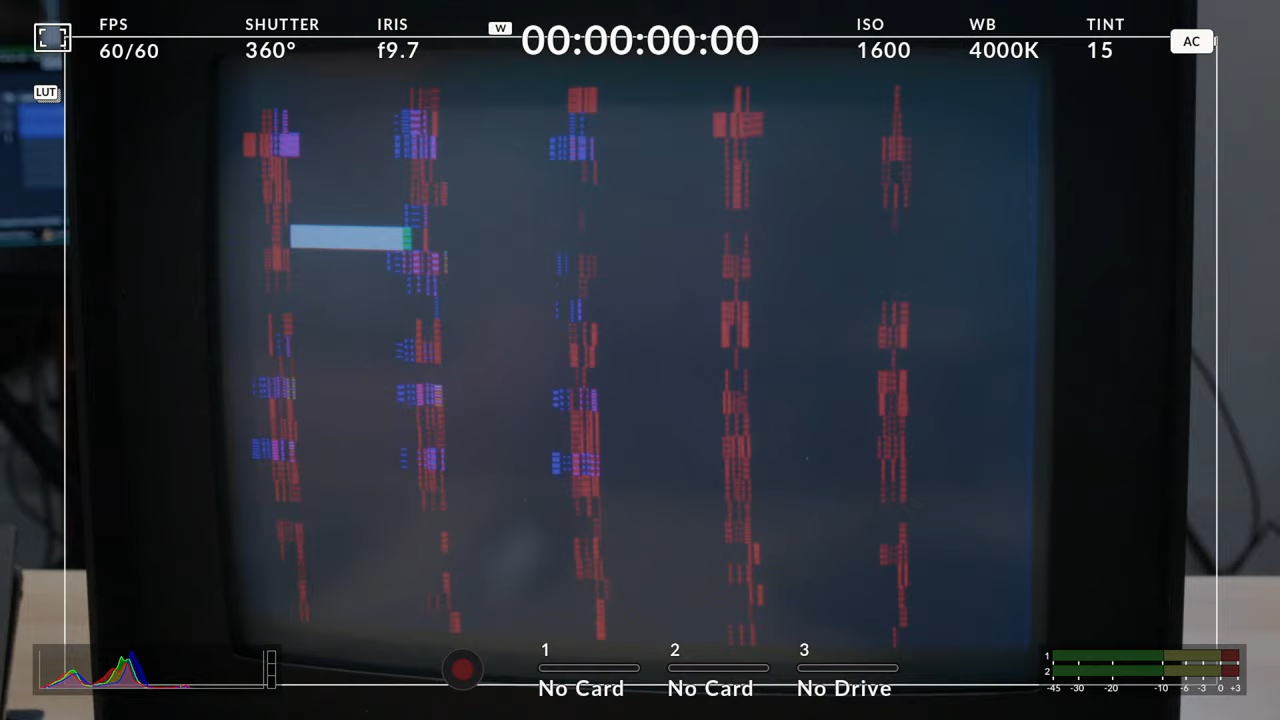 FPS SHUTTER IRIS W 00:00:00:00 ISO WB TINT
60/60 360° f9.7 1600 4000K 15 AC
LUT
1 2 3
No Card No Card No Drive
1
2
-45 -30 -20 -10 -6 -3 0 +3